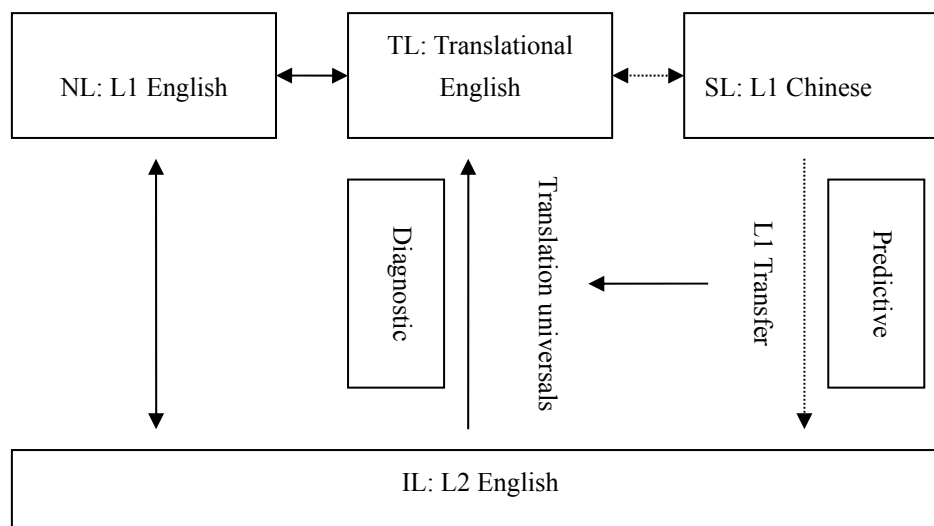 NL: L1 English
TL: Translational
English
SL: L1 Chinese
Diagnostic
Translation universals
L1 Transfer
Predictive
IL: L2 English